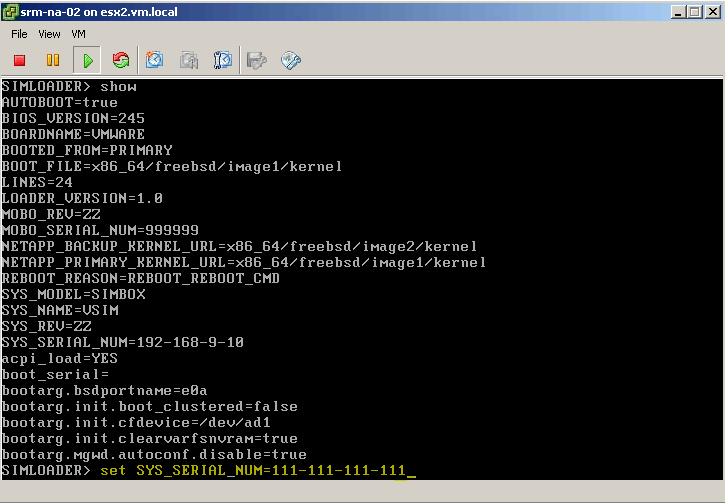 srm-na-02 on esx2.vm.local
File View VM
SIMLOADER> show
AUTOBOOT=true
BIOS_VERSION=245
BOARDNAME=VMWARE
BOOTED_FROM=PRIMARY
BOOT_FILE=x86_64/freebsd/image1/kernel
LINES=24
LOADER_VERSION=1.0
MOBO_REV=ZZ
MOBO_SERIAL_NUM=999999
NETAPP_BACKUP_KERNEL_URL=x86_64/freebsd/image2/kernel
NETAPP_PRIMARY_KERNEL_URL=x86_64/freebsd/image1/kernel
REBOOT_REASON=REBOOT_REBOOT_CMD
SYS_MODEL=SIMBOX
SYS_NAME=VSIM
SYS_REV=ZZ
SYS_SERIAL_NUM=192-168-9-10
acpi_load=YES
boot_serial=
bootarg.bsdportname=e0a
bootarg.init.boot_clustered=false
bootarg.init.cfdevice=/dev/ad1
bootarg.init.clearvarfsnvram=true
bootarg.mgwd.autoconf.disable=true
SIMLOADER> set SYS_SERIAL_NUM=111-111-111-111_